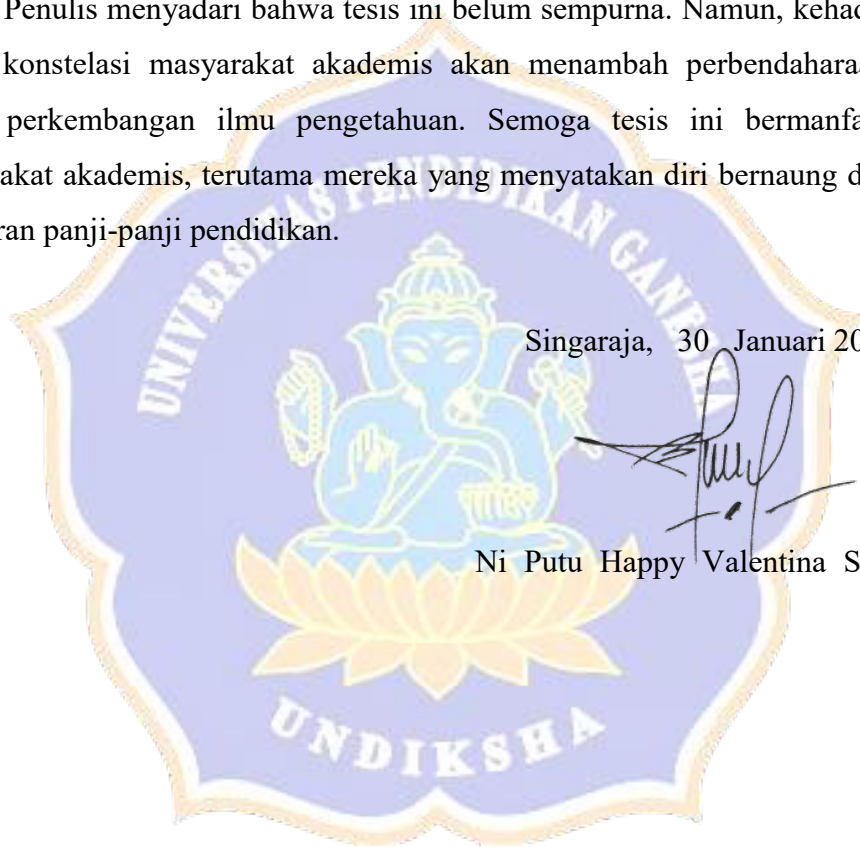 Penulis menyadari bahwa tesis ini belum sempurna. Namun, kehad
konstelasi masyarakat akademis akan menambah perbendaharaa
perkembangan ilmu pengetahuan. Semoga tesis ini bermanfa
akat akademis, terutama mereka yang menyatakan diri bernaung d
ran panji-panji pendidikan.
UNIVERSITAS PENDIDIKAN GANESHA
Singaraja, 30 Januari 20
Ni Putu Happy Valentina S
UNDIKSHA